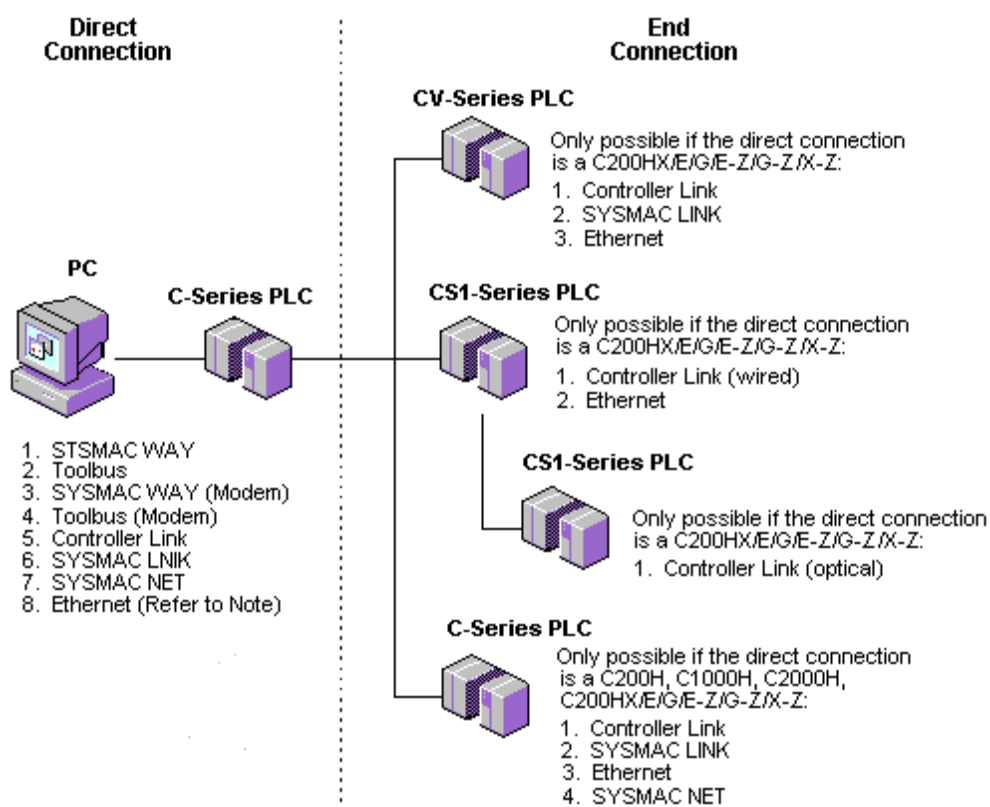 Direct
Connection
End
Connection
CV-Series PLC
Only possible if the direct connection
is a C200HX/E/G/E-Z/G-Z/X-Z:
1. Controller Link
2. SYSMAC LINK
3. Ethernet
PC
C-Series PLC
1. STSMAC WAY
2. Toolbus
3. SYSMAC WAY (Modem)
4. Toolbus (Modem)
5. Controller Link
6. SYSMAC LNIK
7. SYSMAC NET
8. Ethernet (Refer to Note)
CS1-Series PLC
Only possible if the direct connection
is a C200HX/E/G/E-Z/G-Z/X-Z:
1. Controller Link (wired)
2. Ethernet
CS1-Series PLC
Only possible if the direct connection
is a C200HX/E/G/E-Z/G-Z/X-Z:
1. Controller Link (optical)
C-Series PLC
Only possible if the direct connection
is a C200H, C1000H, C2000H,
C200HX/E/G/E-Z/G-Z/X-Z:
1. Controller Link
2. SYSMAC LINK
3. Ethernet
4. SYSMAC NET